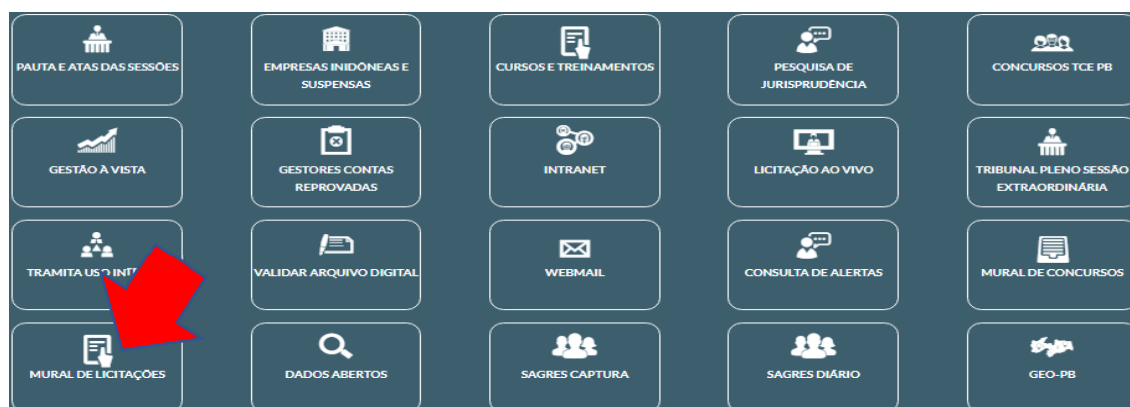 PAUTA E ATAS DAS SESSÕES
EMPRESAS INIDÔNEAS E
SUSPENSAS
CURSOS E TREINAMENTOS
PESQUISA DE
JURISPRUDÊNCIA
CONCURSOS TCE PB
GESTÃO À VISTA
GESTORES CONTAS
REPROVADAS
INTRANET
LICITAÇÃO AO VIVO
TRIBUNAL PLENO SESSÃO
EXTRAORDINÁRIA
TRAMITA
VALIDAR ARQUIVO DIGITAL
WEBMAIL
CONSULTA DE ALERTAS
MURAL DE CONCURSOS
MURAL DE LICITAÇÕES
DADOS ABERTOS
SAGRES CAPTURA
SAGRES DIÁRIO
GEO-PB